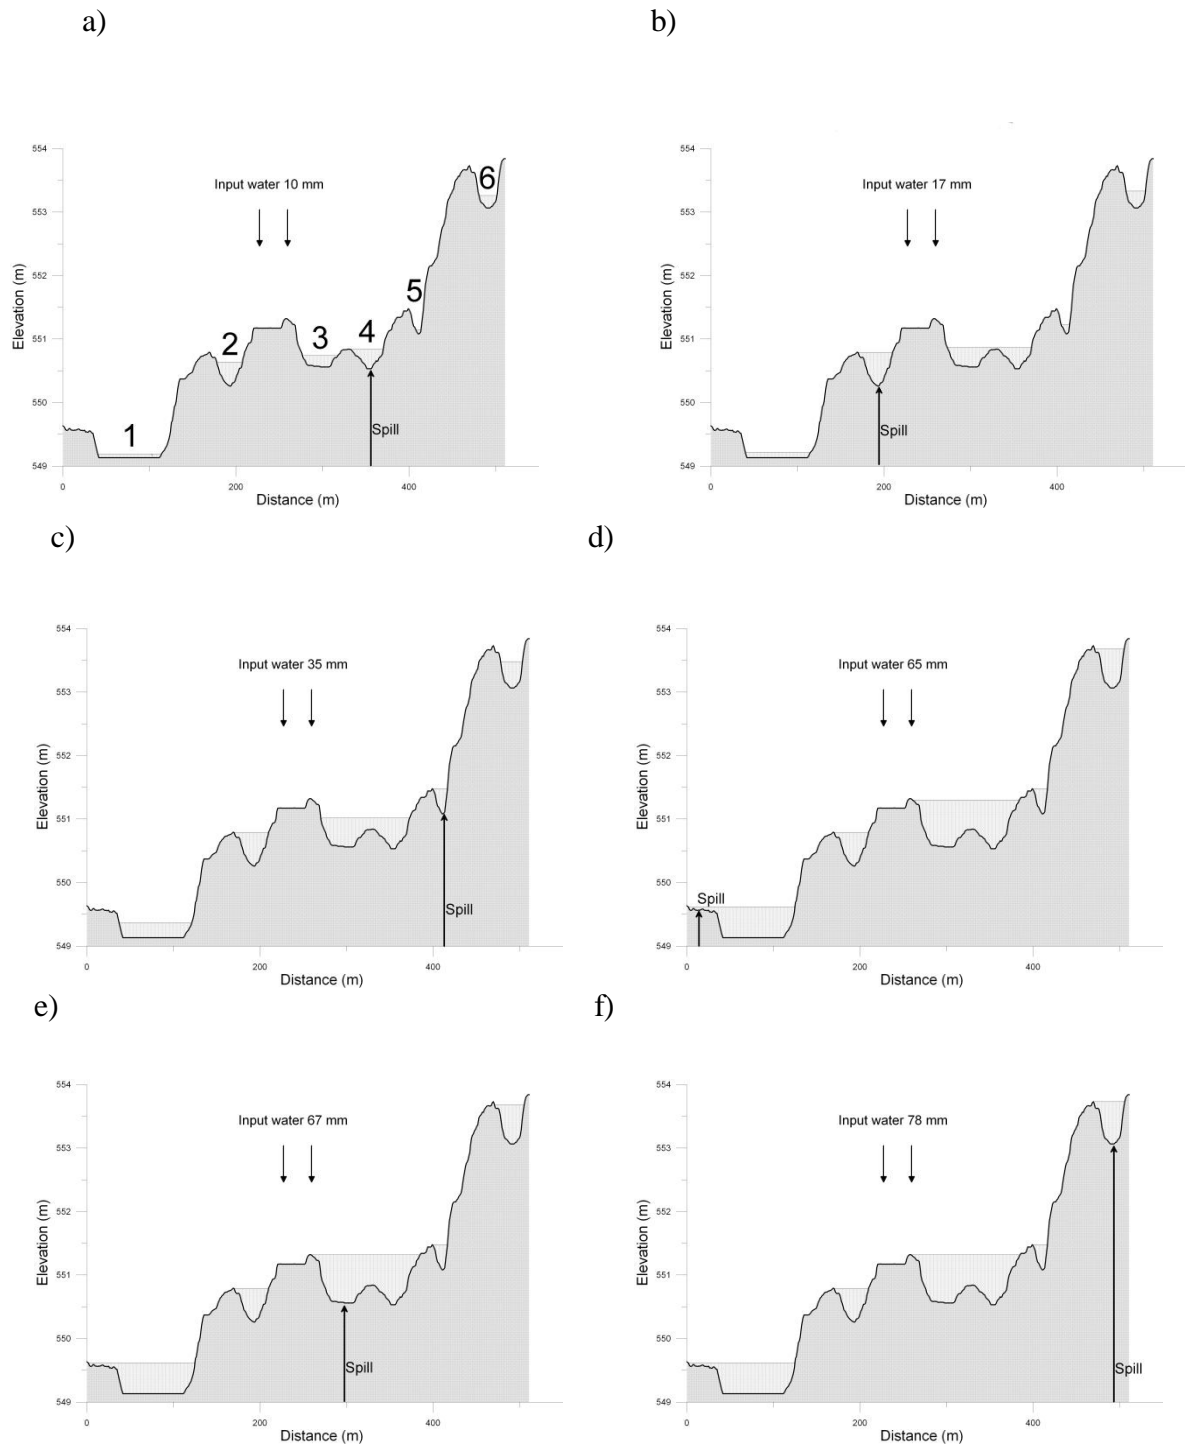 a)
b)
554
553
552
551
550
549
Elevation (m)
Input water 10 mm
1
2
3
4
5
6
Spill
0
200
400
Distance (m)
554
553
552
551
550
549
Elevation (m)
Input water 17 mm
Spill
0
200
400
Distance (m)
c)
d)
554
553
552
551
550
549
Elevation (m)
Input water 35 mm
Spill
0
200
400
Distance (m)
554
553
552
551
550
549
Elevation (m)
Input water 65 mm
Spill
0
200
400
Distance (m)
e)
f)
554
553
552
551
550
549
Elevation (m)
Input water 67 mm
Spill
0
200
400
Distance (m)
554
553
552
551
550
549
Elevation (m)
Input water 78 mm
Spill
0
200
400
Distance (m)